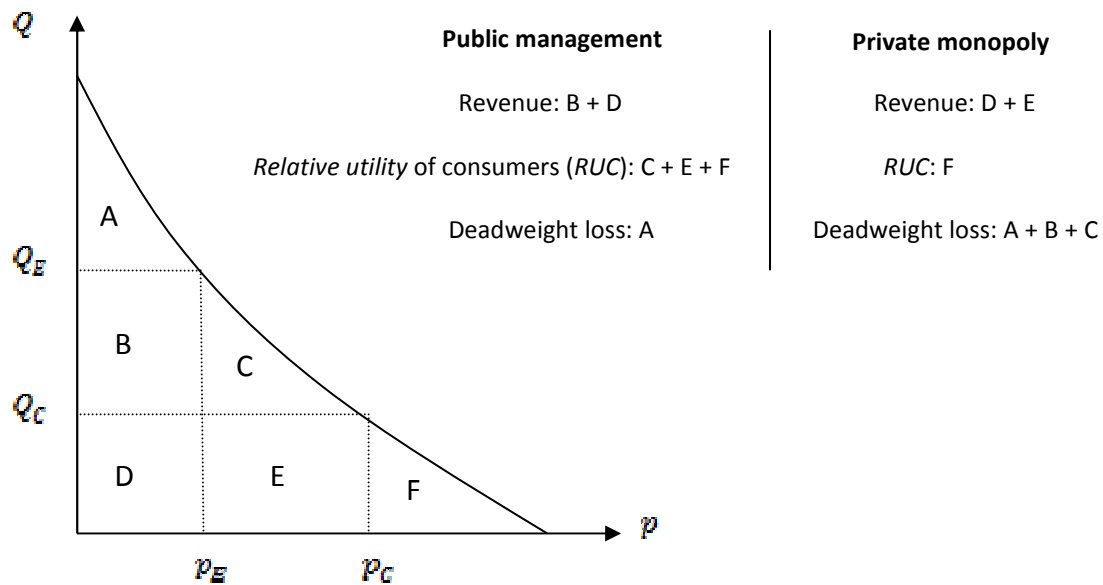 Q
Public management
Private monopoly
Revenue: B + D
Revenue: D + E
Relative utility of consumers (RUC): C + E + F
RUC: F
Deadweight loss: A
Deadweight loss: A + B + C
A
Q_E
B
C
Q_C
D
E
F
p
p_E
p_C